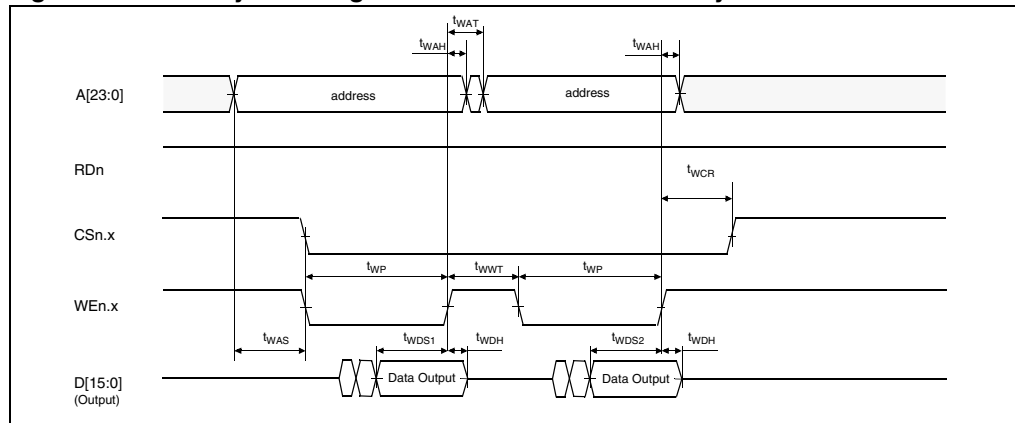 tWAT
tWAH tWAH
A[23:0] address address
RDn
tWCR
CSn.x
tWP tWWT tWP
WEn.x
tWAS tWDS1 tWDH tWDS2 tWDH
D[15:0] Data Output Data Output
(Output)